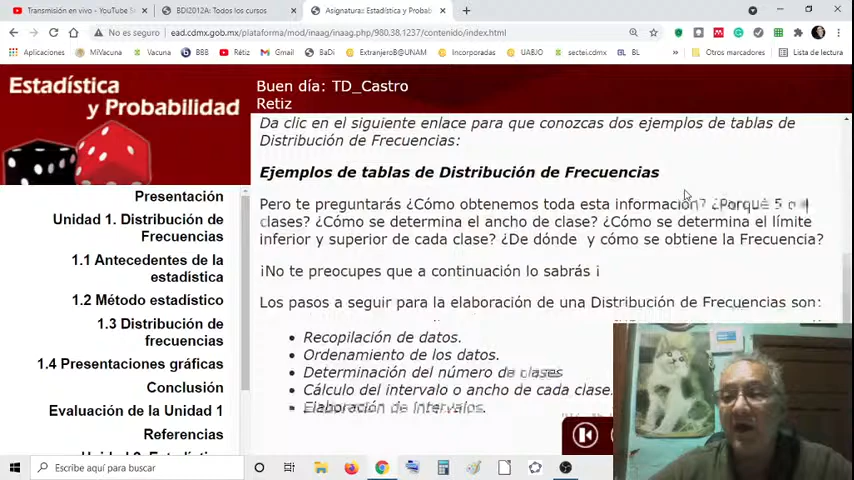 Transmisión en vivo - YouTube S
BDI2012A: Todos los cursos
Asignatura: Estadística y Probab
No es seguro
ead.cdmx.gob.mx/plataforma/mod/inaag/inaag.php/980.38.1237/contenido/index.html
Aplicaciones
MiVacuna
Vacuna
BBB
Rétiz
Gmail
BaDi
ExtranjeroB@UNAM
Incorporadas
UABJO
sectei.cdmx
BL
»
Otros marcadores
Lista de lectura
Estadística
y Probabilidad
Buen día: TD_Castro
Retiz
Presentación
Unidad 1. Distribución de
Frecuencias
1.1 Antecedentes de la
estadística
1.2 Método estadístico
1.3 Distribución de
frecuencias
1.4 Presentaciones gráficas
Conclusión
Evaluación de la Unidad 1
Referencias
Da clic en el siguiente enlace para que conozcas dos ejemplos de tablas de
Distribución de Frecuencias:
Ejemplos de tablas de Distribución de Frecuencias
Pero te preguntarás ¿Cómo obtenemos toda esta información? ¿Porqué 5 o
clases? ¿Cómo se determina el ancho de clase? ¿Cómo se determina el límite
inferior y superior de cada clase? ¿De dónde y cómo se obtiene la Frecuencia?
¡No te preocupes que a continuación lo sabrás ¡
Los pasos a seguir para la elaboración de una Distribución de Frecuencias son:
• Recopilación de datos.
• Ordenamiento de los datos.
• Determinación del número de clases
• Cálculo del intervalo o ancho de cada clase.
• Elaboración de Intervalos.
Escribe aquí para buscar